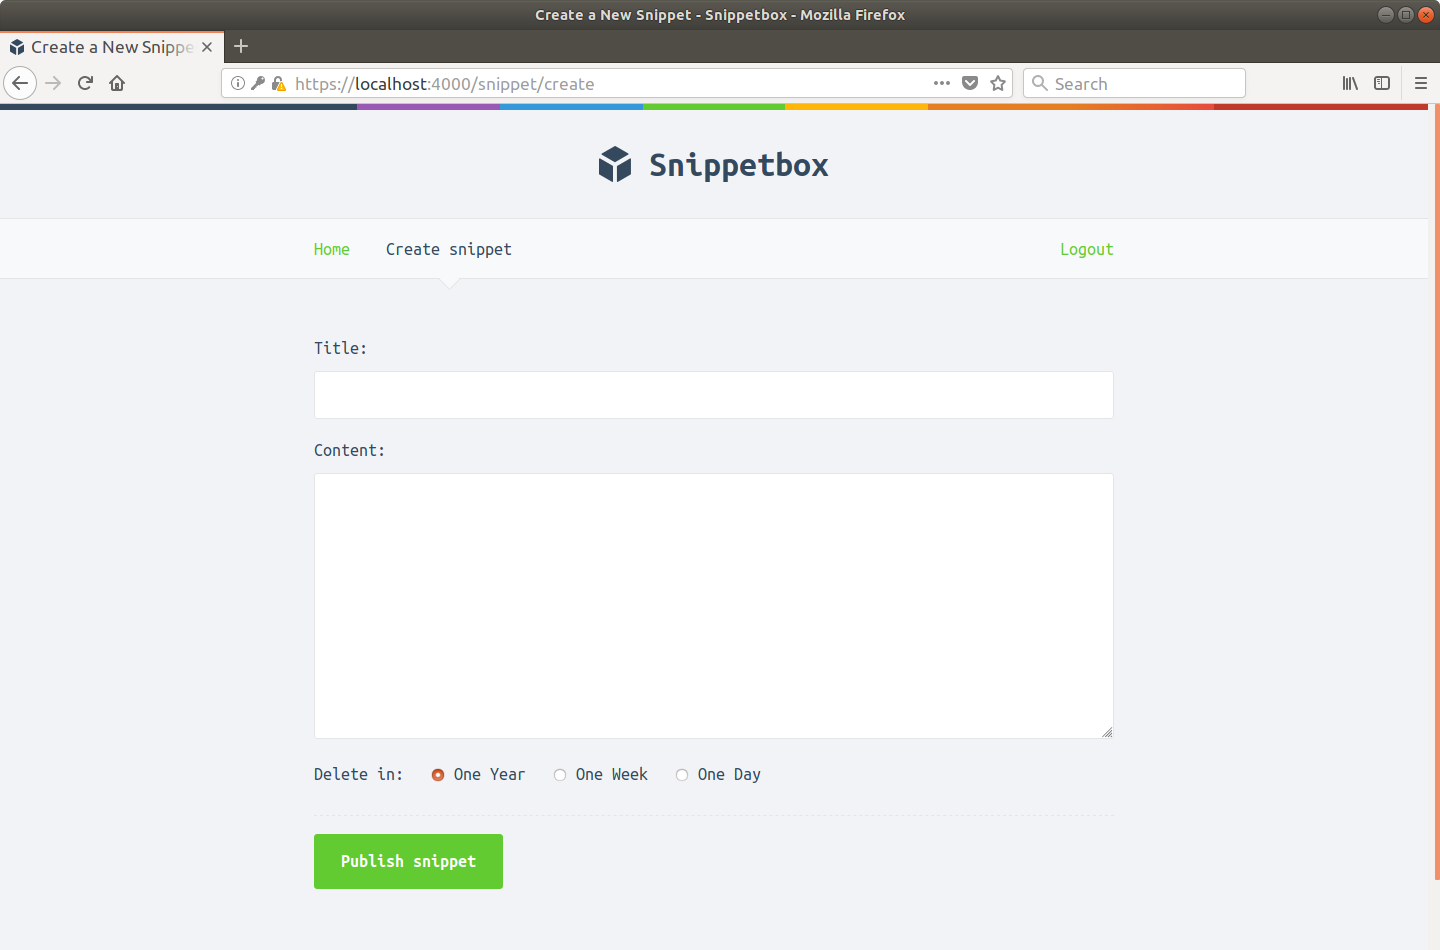 Create a New Snippet - Snippetbox - Mozilla Firefox
Create a New Snippe
https://localhost:4000/snippet/create
Search
Snippetbox
Home Create snippet Logout
Title:
Content:
Delete in: One Year One Week One Day
Publish snippet